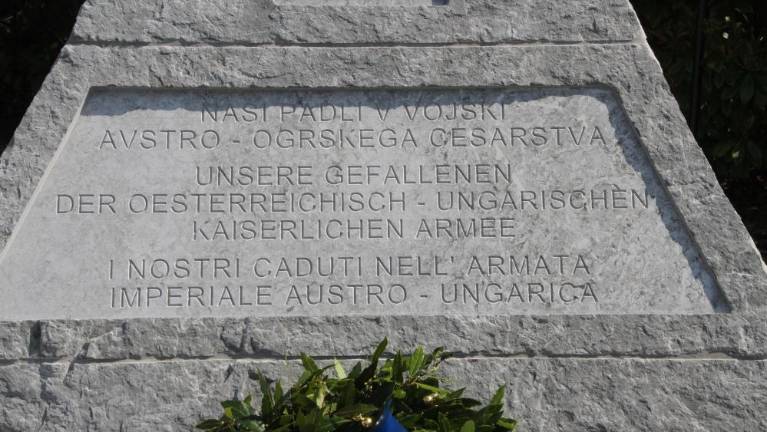 NAŠI PADLI V VOJSKI
AVSTRO - OGRSKEGA CESARSTVA
UNSERE GEFALLENEN
DER OESTERREICHISCH - UNGARISCHEN
KAISERLICHEN ARMEE
I NOSTRI CADUTI NELL' ARMATA
IMPERIALE AUSTRO - UNGARICA